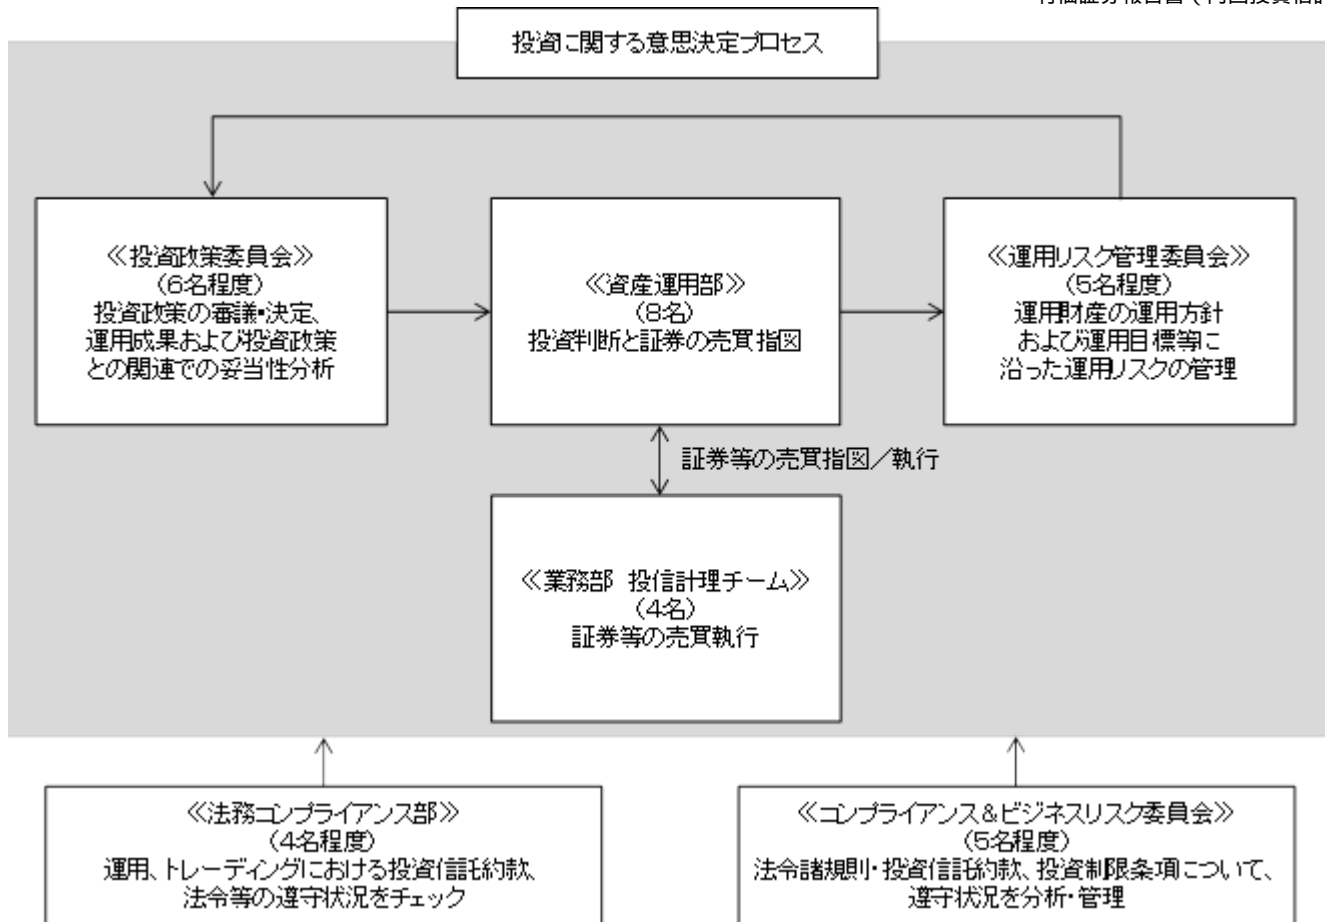 投資に関する意思決定プロセス
≪投資政策委員会≫
(6名程度)
投資政策の審議・決定、
運用成果および投資政策
との関連での妥当性分析
≪資産運用部≫
(8名)
投資判断と証券の売買指図
≪運用リスク管理委員会≫
(5名程度)
運用財産の運用方針
および運用目標等に
沿った運用リスクの管理
証券等の売買指図／執行
≪業務部 投信計理チーム≫
(4名)
証券等の売買執行
≪法務コンプライアンス部≫
(4名程度)
運用、トレーディングにおける投資信託約款、
法令等の遵守状況をチェック
≪コンプライアンス＆ビジネスリスク委員会≫
(5名程度)
法令諸規則・投資信託約款、投資制限条項について、
遵守状況を分析・管理